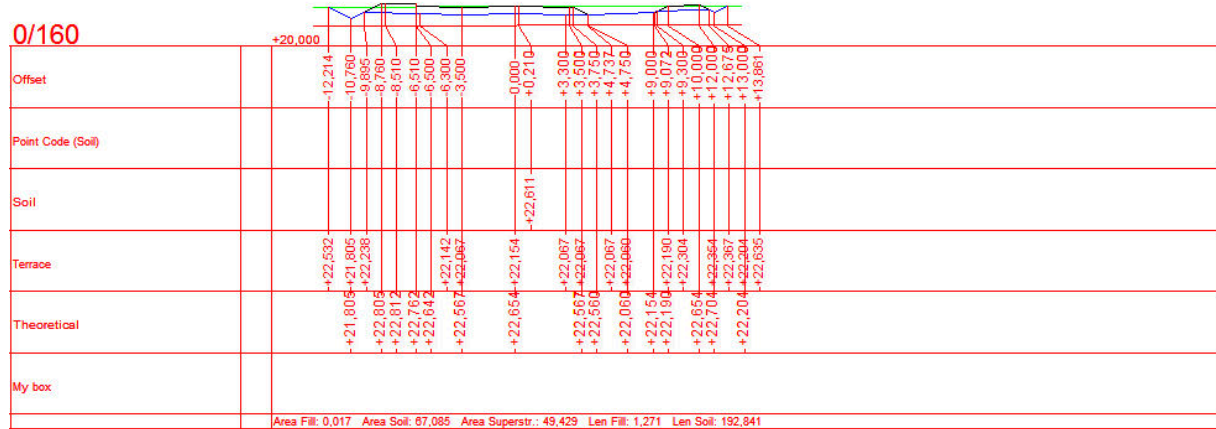 0/160
+20,000
Offset
-12,214 -10,760 -9,895 -8,760 -8,510 -6,510 -6,500 -6,300 -3,500 -0,000 +0,210 +3,300 +3,500 +3,750 +4,737 +4,750 +9,000 +9,072 +9,300 +10,000 +12,000 +12,675 +13,000 +13,861
Point Code (Soil)
Soil
+22,611
Terrace
+22,532 +21,805 +22,238 +22,142 +22,067 +22,154 +22,067 +22,067 +22,067 +22,060 +22,190 +22,304 +22,354 +22,367 +22,204 +22,635
Theoretical
+21,805 +22,805 +22,812 +22,762 +22,642 +22,567 +22,654 +22,567 +22,560 +22,060 +22,154 +22,190 +22,654 +22,704 +22,204
My box
Area Fill: 0,017 Area Soil: 67,085 Area Superstr.: 49,429 Len Fill: 1,271 Len Soil: 192,841